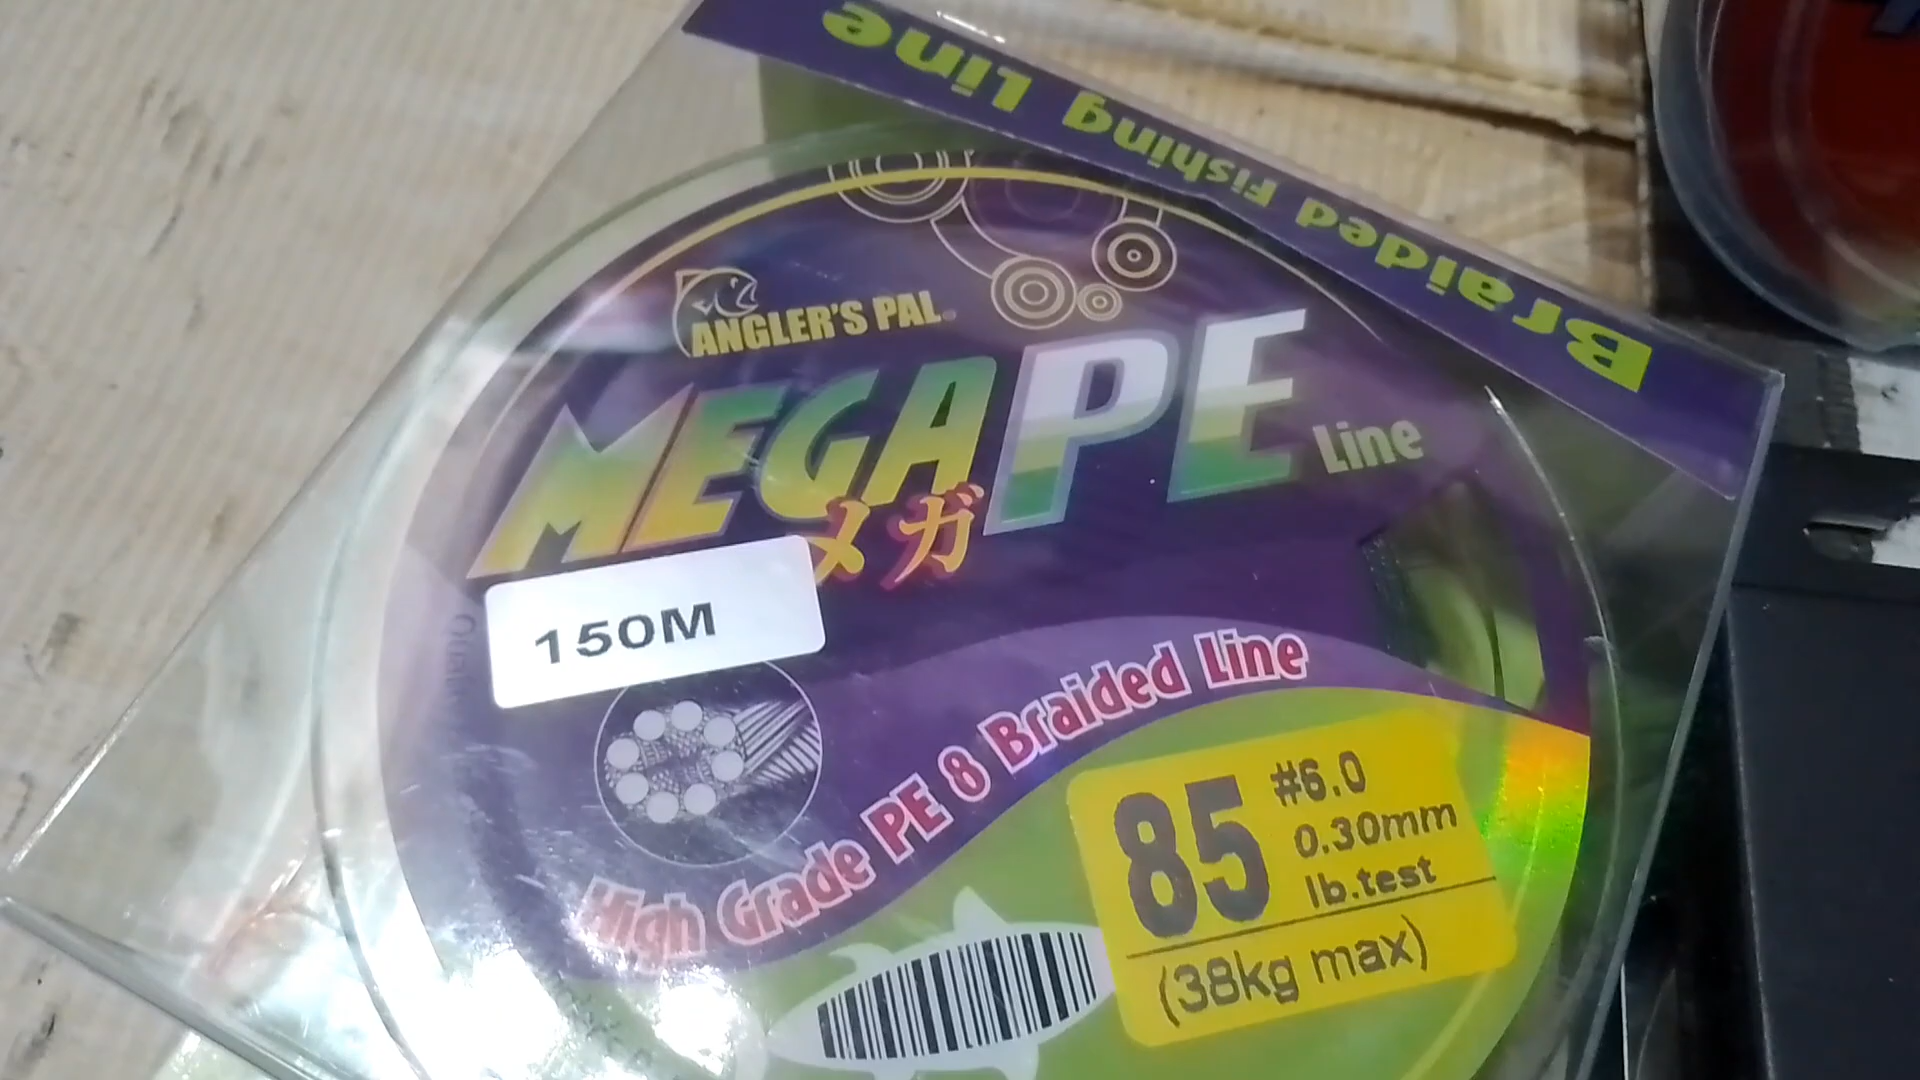 Braided Fishing Line
ANGLER'S PAL
MEGAPE Line
メガ
150M
High Grade PE 8 Braided Line
85 #6.0
0.30mm
lb.test
(38kg max)